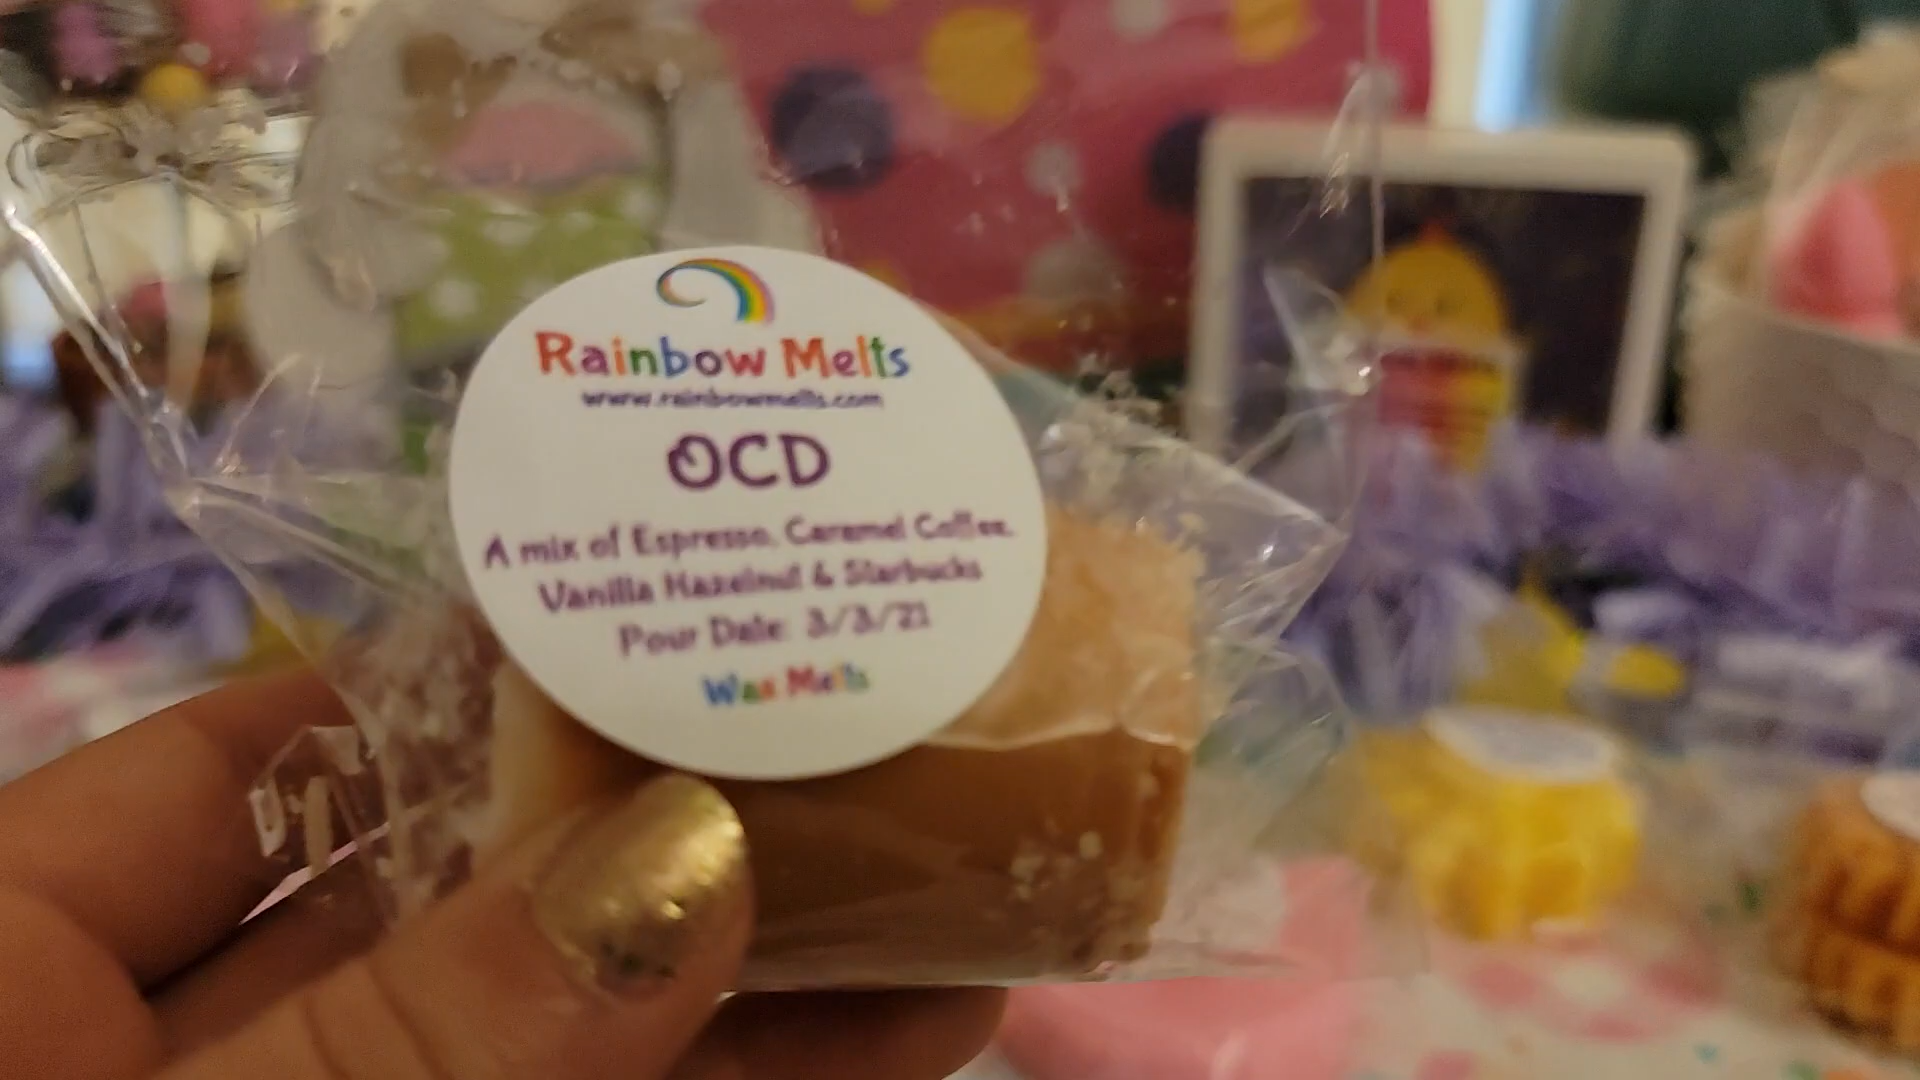 Rainbow Melts
www.rainbowmelts.com
OCD
A mix of Espresso, Caramel Coffee,
Vanilla Hazelnut & Starbucks
Pour Date: 3/3/21
Wax Melts